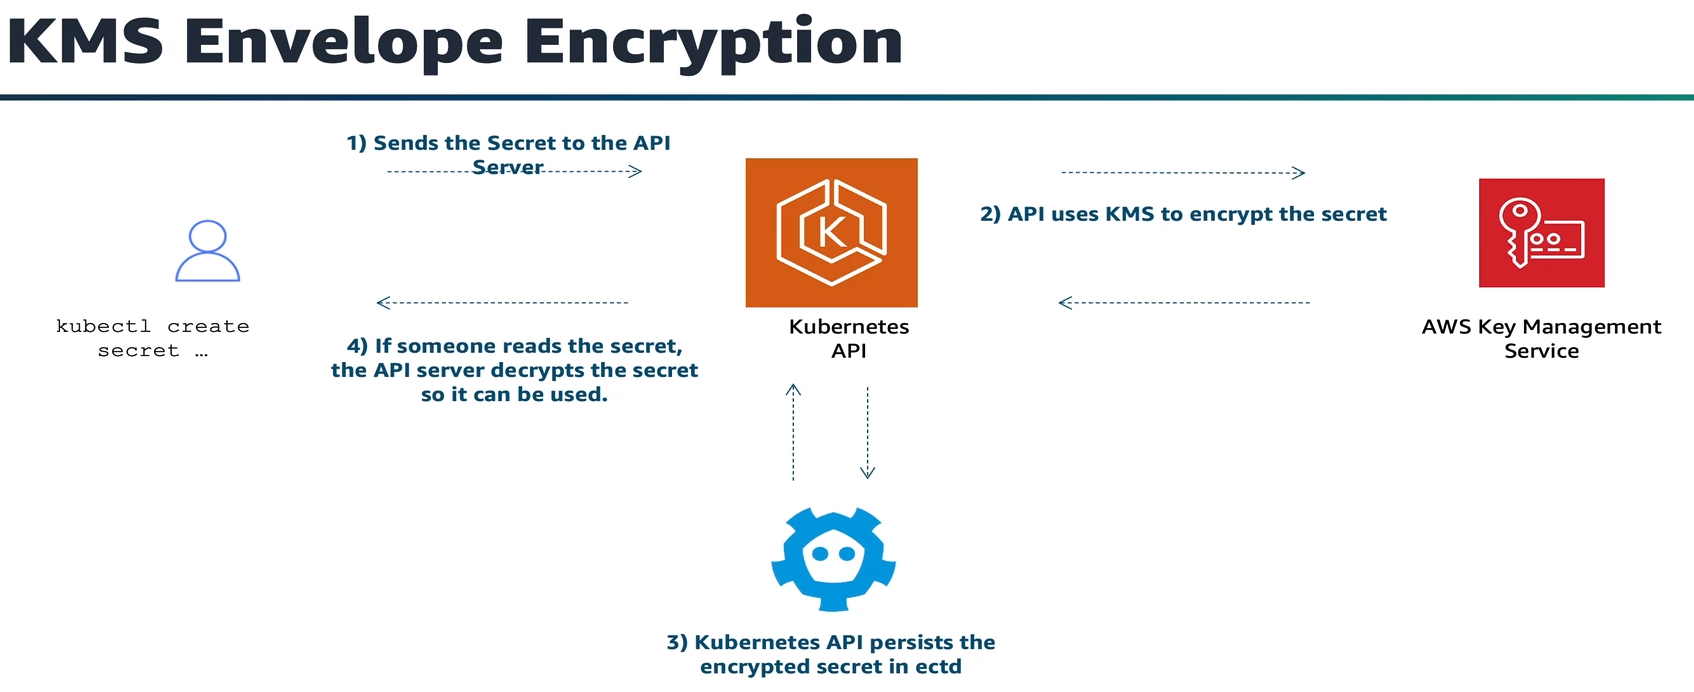 KMS Envelope Encryption
1) Sends the Secret to the API
Server
2) API uses KMS to encrypt the secret
K
kubectl create
secret …
4) If someone reads the secret,
the API server decrypts the secret
so it can be used.
Kubernetes
API
AWS Key Management
Service
3) Kubernetes API persists the
encrypted secret in ectd